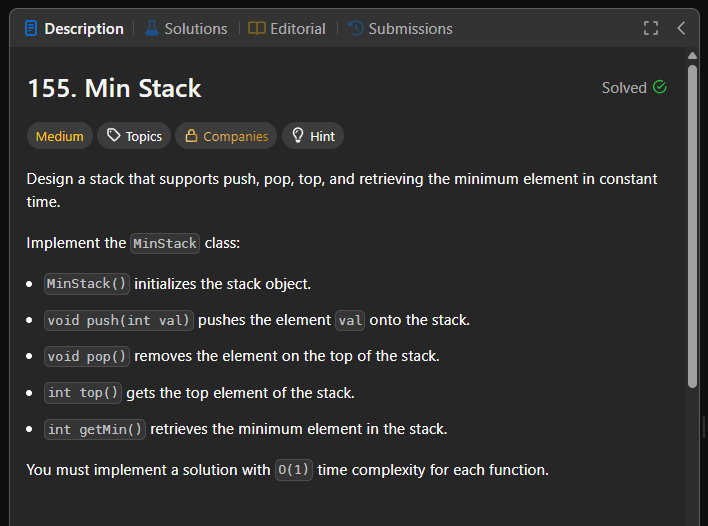 Description Solutions Editorial Submissions
155. Min Stack
Solved
Medium Topics Companies Hint
Design a stack that supports push, pop, top, and retrieving the minimum element in constant
time.
Implement the MinStack class:
• MinStack() initializes the stack object.
• void push(int val) pushes the element val onto the stack.
• void pop() removes the element on the top of the stack.
• int top() gets the top element of the stack.
• int getMin() retrieves the minimum element in the stack.
You must implement a solution with O(1) time complexity for each function.